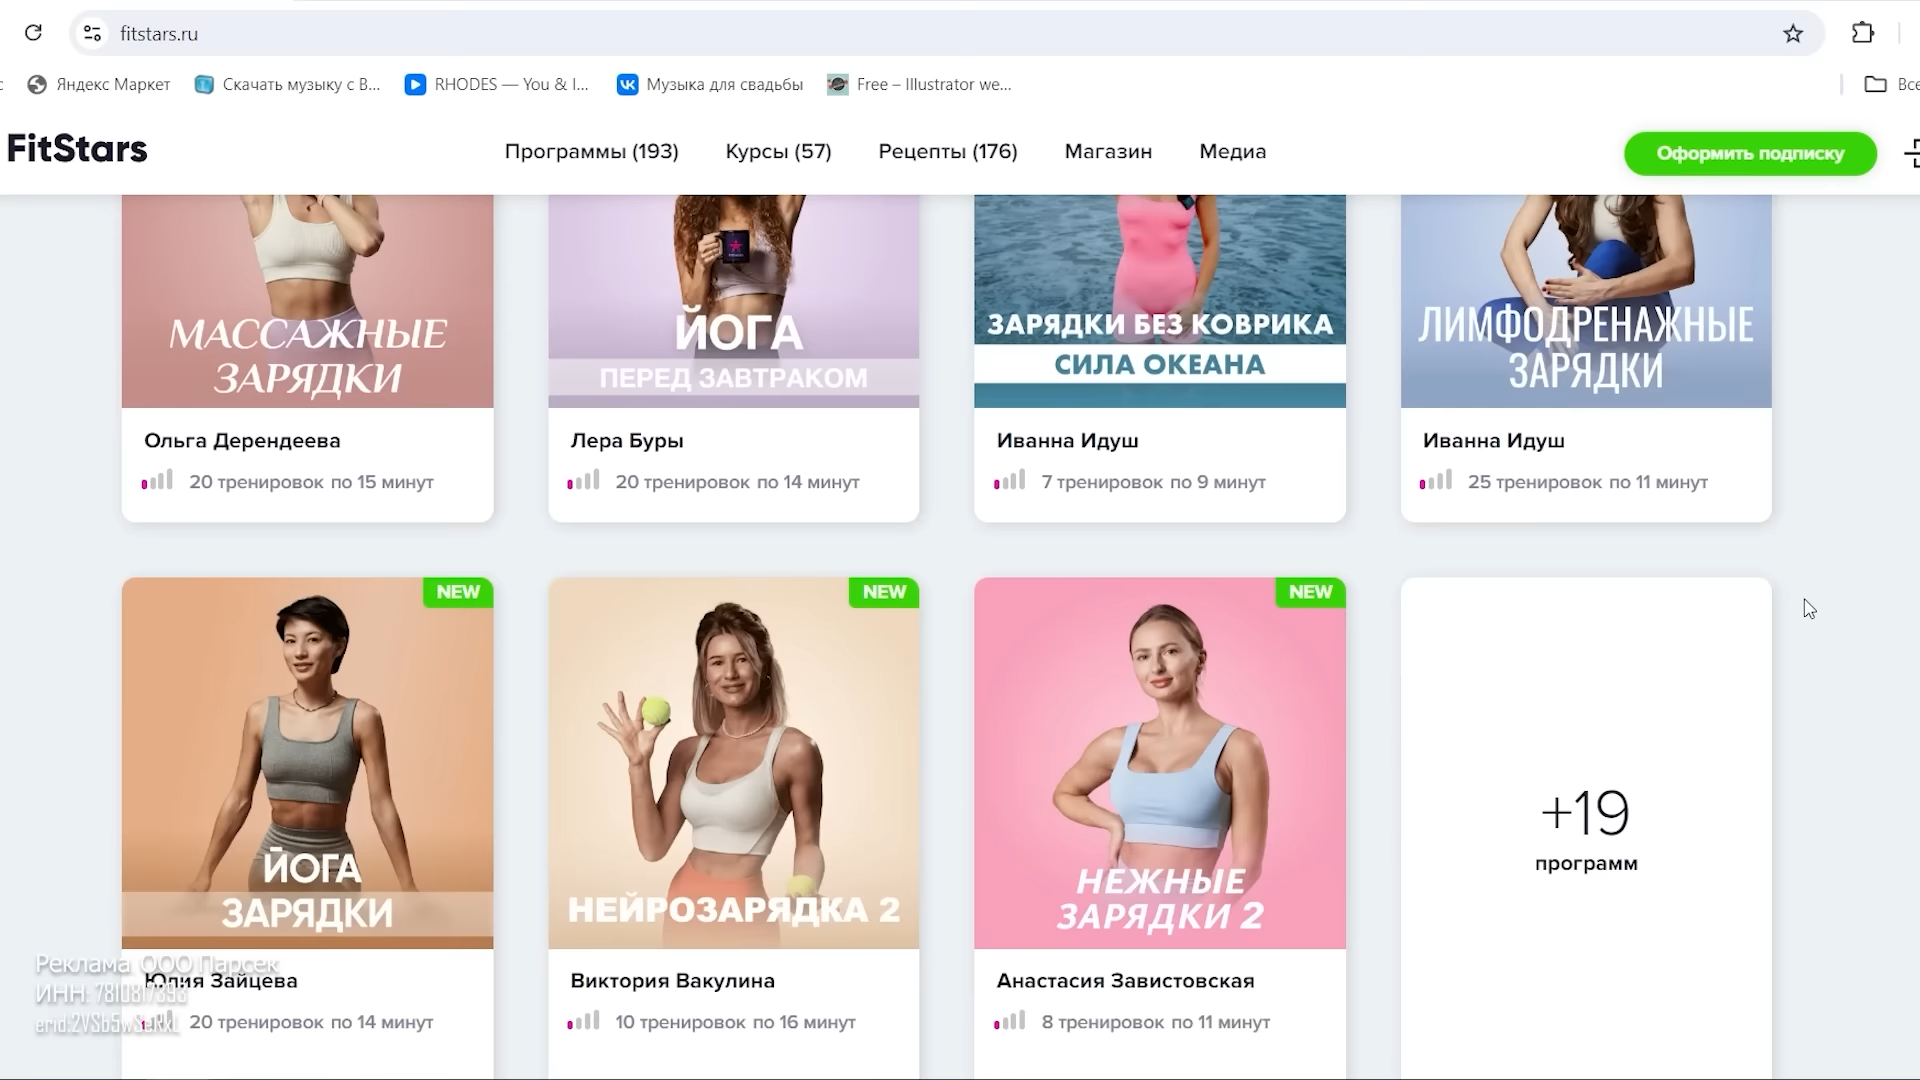 fitstars.ru
Яндекс Маркет
Скачать музыку с В...
RHODES — You & I...
Музыка для свадьбы
Free – Illustrator we...
Все
FitStars
Программы (193)
Курсы (57)
Рецепты (176)
Магазин
Медиа
Оформить подписку
МАССАЖНЫЕ
ЗАРЯДКИ
Ольга Дерендеева
20 тренировок по 15 минут
ЙОГА
ПЕРЕД ЗАВТРАКОМ
Лера Буры
20 тренировок по 14 минут
ЗАРЯДКИ БЕЗ КОВРИКА
СИЛА ОКЕАНА
Иванна Идуш
7 тренировок по 9 минут
ЛИМФОДРЕНАЖНЫЕ
ЗАРЯДКИ
Иванна Идуш
25 тренировок по 11 минут
NEW
ЙОГА
ЗАРЯДКИ
Юлия Зайцева
20 тренировок по 14 минут
NEW
НЕЙРОЗАРЯДКА 2
Виктория Вакулина
10 тренировок по 16 минут
NEW
НЕЖНЫЕ
ЗАРЯДКИ 2
Анастасия Завистовская
8 тренировок по 11 минут
+19
программ
Реклама. ООО Парсек
ИНН: 7810817393